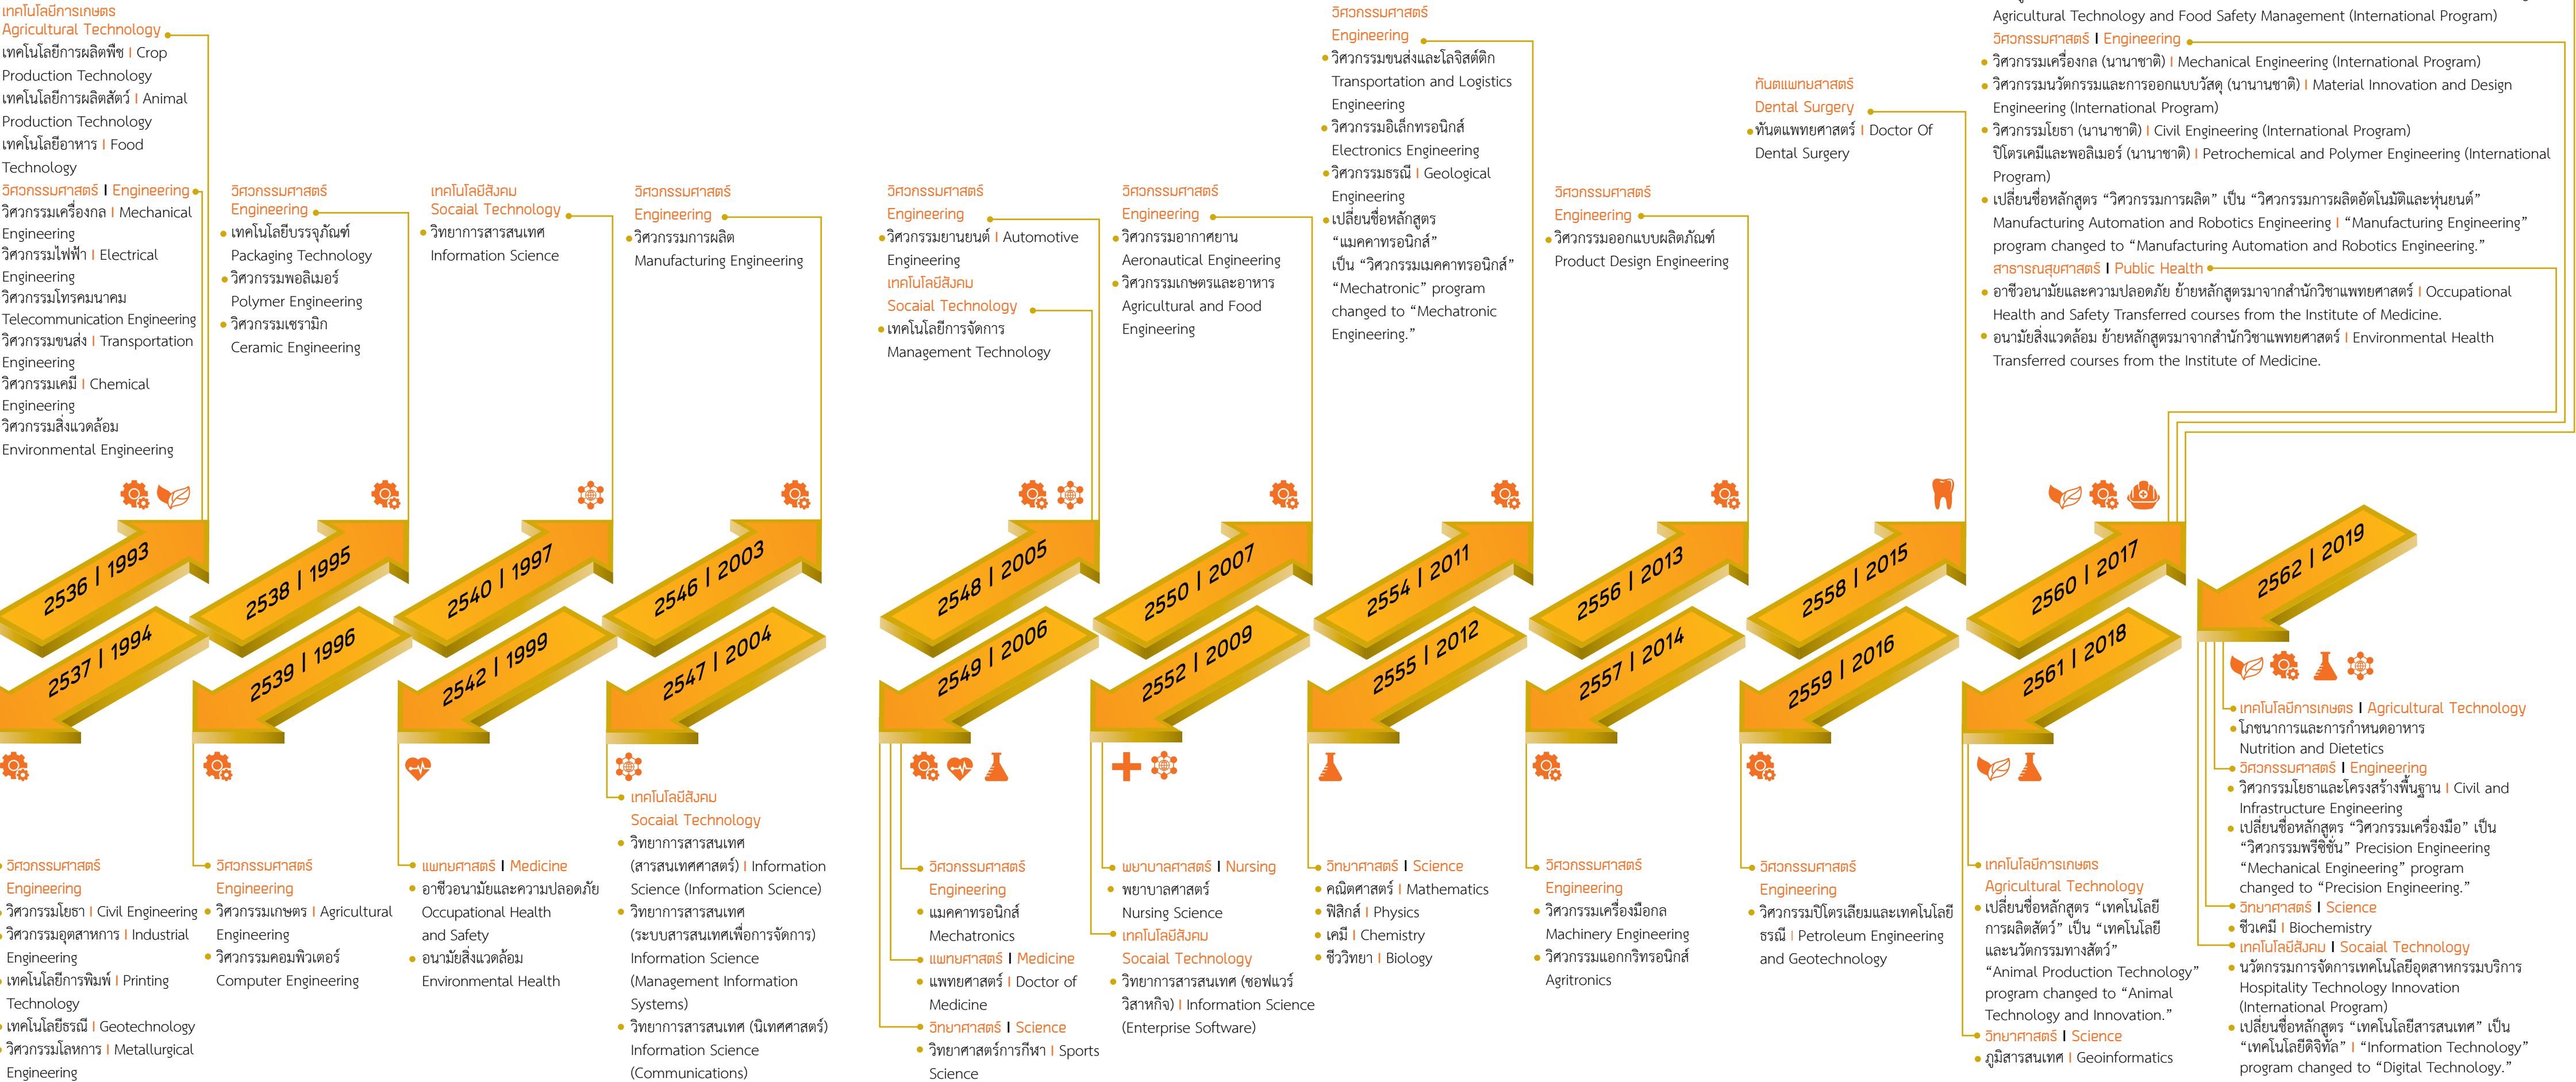 เทคโนโลยีการเกษตร
Agricultural Technology
เทคโนโลยีการผลิตพืช | Crop
Production Technology
เทคโนโลยีการผลิตสัตว์ | Animal
Production Technology
เทคโนโลยีอาหาร | Food
Technology
วิศวกรรมศาสตร์ | Engineering
วิศวกรรมเครื่องกล | Mechanical
Engineering
วิศวกรรมไฟฟ้า | Electrical
Engineering
วิศวกรรมโทรคมนาคม
Telecommunication Engineering
วิศวกรรมขนส่ง | Transportation
Engineering
วิศวกรรมเคมี | Chemical
Engineering
วิศวกรรมสิ่งแวดล้อม
Environmental Engineering
2536 | 1993
วิศวกรรมศาสตร์
Engineering
เทคโนโลยีบรรจุภัณฑ์
Packaging Technology
วิศวกรรมพอลิเมอร์
Polymer Engineering
วิศวกรรมเซรามิก
Ceramic Engineering
2538 | 1995
เทคโนโลยีสังคม
Socaial Technology
วิทยาการสารสนเทศ
Information Science
2540 | 1997
วิศวกรรมศาสตร์
Engineering
วิศวกรรมการผลิต
Manufacturing Engineering
2546 | 2003
วิศวกรรมศาสตร์
Engineering
วิศวกรรมยานยนต์ | Automotive
Engineering
เทคโนโลยีสังคม
Socaial Technology
เทคโนโลยีการจัดการ
Management Technology
2548 | 2005
วิศวกรรมศาสตร์
Engineering
วิศวกรรมอากาศยาน
Aeronautical Engineering
วิศวกรรมเกษตรและอาหาร
Agricultural and Food
Engineering
2550 | 2007
วิศวกรรมศาสตร์
Engineering
วิศวกรรมขนส่งและโลจิสต์ติก
Transportation and Logistics
Engineering
วิศวกรรมอิเล็กทรอนิกส์
Electronics Engineering
วิศวกรรมธรณี | Geological
Engineering
เปลี่ยนชื่อหลักสูตร
“แมคคาทรอนิกส์”
เป็น “วิศวกรรมเมคคาทรอนิกส์”
“Mechatronic” program
changed to “Mechatronic
Engineering.”
2554 | 2011
วิศวกรรมศาสตร์
Engineering
วิศวกรรมออกแบบผลิตภัณฑ์
Product Design Engineering
2556 | 2013
ทันตแพทยสาสตร์
Dental Surgery
ทันตแพทยศาสตร์ | Doctor Of
Dental Surgery
2558 | 2015
Agricultural Technology and Food Safety Management (International Program)
วิศวกรรมศาสตร์ | Engineering
วิศวกรรมเครื่องกล (นานาชาติ) | Mechanical Engineering (International Program)
วิศวกรรมนวัตกรรมและการออกแบบวัสดุ (นานานชาติ) | Material Innovation and Design
Engineering (International Program)
วิศวกรรมโยธา (นานาชาติ) | Civil Engineering (International Program)
ปิโตรเคมีและพอลิเมอร์ (นานาชาติ) | Petrochemical and Polymer Engineering (International
Program)
เปลี่ยนชื่อหลักสูตร “วิศวกรรมการผลิต” เป็น “วิศวกรรมการผลิตอัตโนมัติและหุ่นยนต์”
Manufacturing Automation and Robotics Engineering | “Manufacturing Engineering”
program changed to “Manufacturing Automation and Robotics Engineering.”
สาธารณสุขศาสตร์ | Public Health
อาชีวอนามัยและความปลอดภัย ย้ายหลักสูตรมาจากสำนักวิชาแพทยศาสตร์ | Occupational
Health and Safety Transferred courses from the Institute of Medicine.
อนามัยสิ่งแวดล้อม ย้ายหลักสูตรมาจากสำนักวิชาแพทยศาสตร์ | Environmental Health
Transferred courses from the Institute of Medicine.
2560 | 2017
2562 | 2019
2537 | 1994
วิศวกรรมศาสตร์
Engineering
วิศวกรรมโยธา | Civil Engineering
วิศวกรรมอุตสาหการ | Industrial
Engineering
เทคโนโลยีการพิมพ์ | Printing
Technology
เทคโนโลยีธรณี | Geotechnology
วิศวกรรมโลหการ | Metallurgical
Engineering
2539 | 1996
วิศวกรรมศาสตร์
Engineering
วิศวกรรมเกษตร | Agricultural
Engineering
วิศวกรรมคอมพิวเตอร์
Computer Engineering
2542 | 1999
แพทยศาสตร์ | Medicine
อาชีวอนามัยและความปลอดภัย
Occupational Health
and Safety
อนามัยสิ่งแวดล้อม
Environmental Health
2547 | 2004
เทคโนโลยีสังคม
Socaial Technology
วิทยาการสารสนเทศ
(สารสนเทศศาสตร์) | Information
Science (Information Science)
วิทยาการสารสนเทศ
(ระบบสารสนเทศเพื่อการจัดการ)
Information Science
(Management Information
Systems)
วิทยาการสารสนเทศ (นิเทศศาสตร์)
Information Science
(Communications)
2549 | 2006
วิศวกรรมศาสตร์
Engineering
แมคคาทรอนิกส์
Mechatronics
แพทยศาสตร์ | Medicine
แพทยศาสตร์ | Doctor of
Medicine
วิทยาศาสตร์ | Science
วิทยาศาสตร์การกีฬา | Sports
Science
2552 | 2009
พยาบาลศาสตร์ | Nursing
พยาบาลศาสตร์
Nursing Science
เทคโนโลยีสังคม
Socaial Technology
วิทยาการสารสนเทศ (ซอฟแวร์
วิสาหกิจ) | Information Science
(Enterprise Software)
2555 | 2012
วิทยาศาสตร์ | Science
คณิตศาสตร์ | Mathematics
ฟิสิกส์ | Physics
เคมี | Chemistry
ชีววิทยา | Biology
2557 | 2014
วิศวกรรมศาสตร์
Engineering
วิศวกรรมเครื่องมือกล
Machinery Engineering
วิศวกรรมแอกกริทรอนิกส์
Agritronics
2559 | 2016
วิศวกรรมศาสตร์
Engineering
วิศวกรรมปิโตรเลียมและเทคโนโลยี
ธรณี | Petroleum Engineering
and Geotechnology
2561 | 2018
เทคโนโลยีการเกษตร
Agricultural Technology
เปลี่ยนชื่อหลักสูตร “เทคโนโลยี
การผลิตสัตว์” เป็น “เทคโนโลยี
และนวัตกรรมทางสัตว์”
“Animal Production Technology”
program changed to “Animal
Technology and Innovation.”
วิทยาศาสตร์ | Science
ภูมิสารสนเทศ | Geoinformatics
เทคโนโลยีการเกษตร | Agricultural Technology
โภชนาการและการกำหนดอาหาร
Nutrition and Dietetics
วิศวกรรมศาสตร์ | Engineering
วิศวกรรมโยธาและโครงสร้างพื้นฐาน | Civil and
Infrastructure Engineering
เปลี่ยนชื่อหลักสูตร “วิศวกรรมเครื่องมือ” เป็น
“วิศวกรรมพรีซิชั่น” Precision Engineering
“Mechanical Engineering” program
changed to “Precision Engineering.”
วิทยาศาสตร์ | Science
ชีวเคมี | Biochemistry
เทคโนโลยีสังคม | Socaial Technology
นวัตกรรมการจัดการเทคโนโลยีอุตสาหกรรมบริการ
Hospitality Technology Innovation
(International Program)
เปลี่ยนชื่อหลักสูตร “เทคโนโลยีสารสนเทศ” เป็น
“เทคโนโลยีดิจิทัล” | “Information Technology”
program changed to “Digital Technology.”